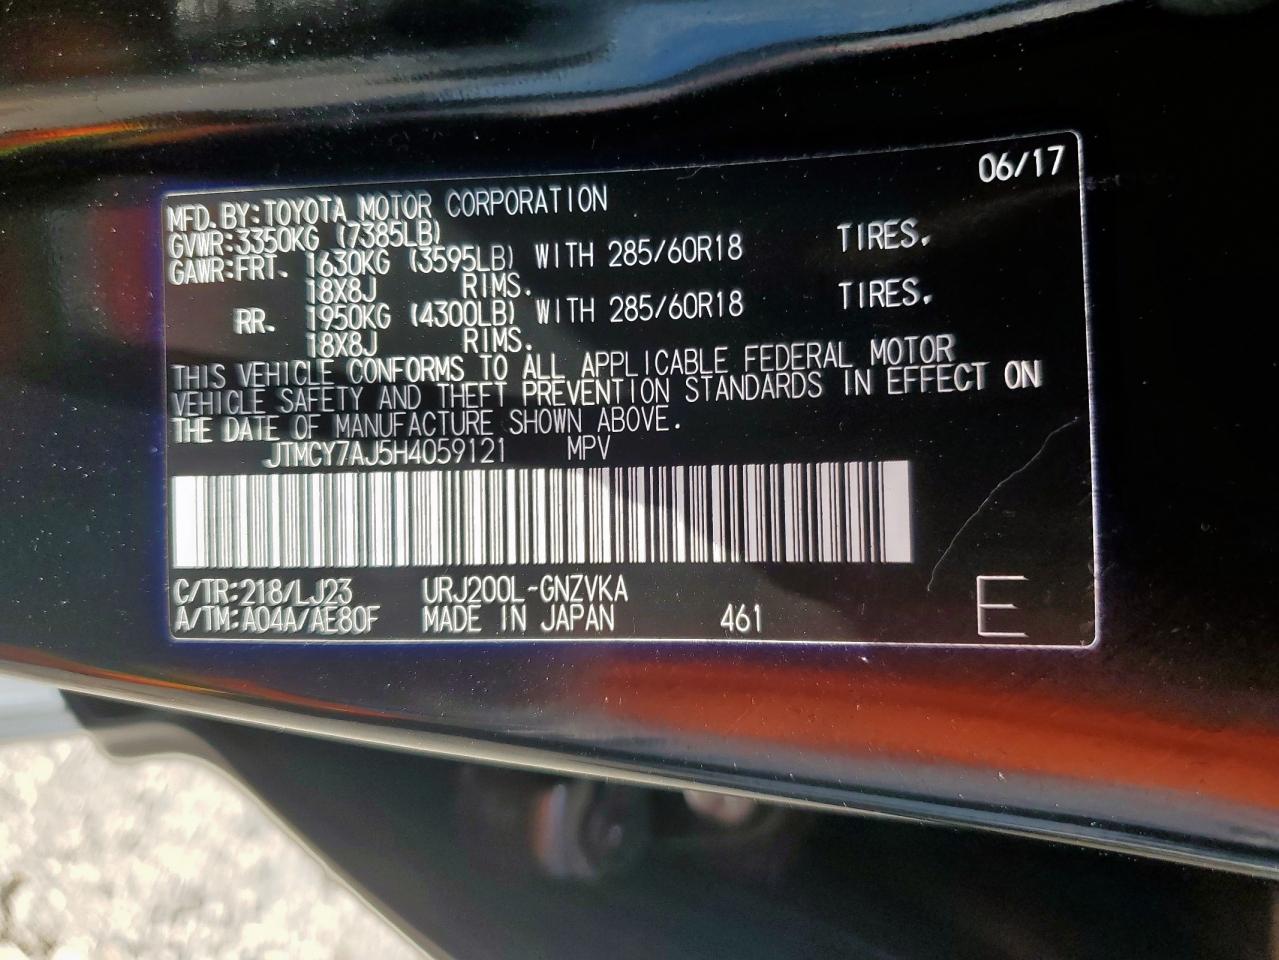 06/17
MFD. BY: TOYOTA MOTOR CORPORATION
GVWR: 3350KG (7385LB)
GAWR: FRT. 1630KG (3595LB) WITH 285/60R18 TIRES.
18X8J RIMS.
RR. 1950KG (4300LB) WITH 285/60R18 TIRES.
18X8J RIMS.
THIS VEHICLE CONFORMS TO ALL APPLICABLE FEDERAL MOTOR
VEHICLE SAFETY AND THEFT PREVENTION STANDARDS IN EFFECT ON
THE DATE OF MANUFACTURE SHOWN ABOVE.
JTMCY7AJ5H4059121 MPV
C/TR: 218/LJ23 URJ200L-GNZVKA
A/TM: A04A/AE80F MADE IN JAPAN 461 E